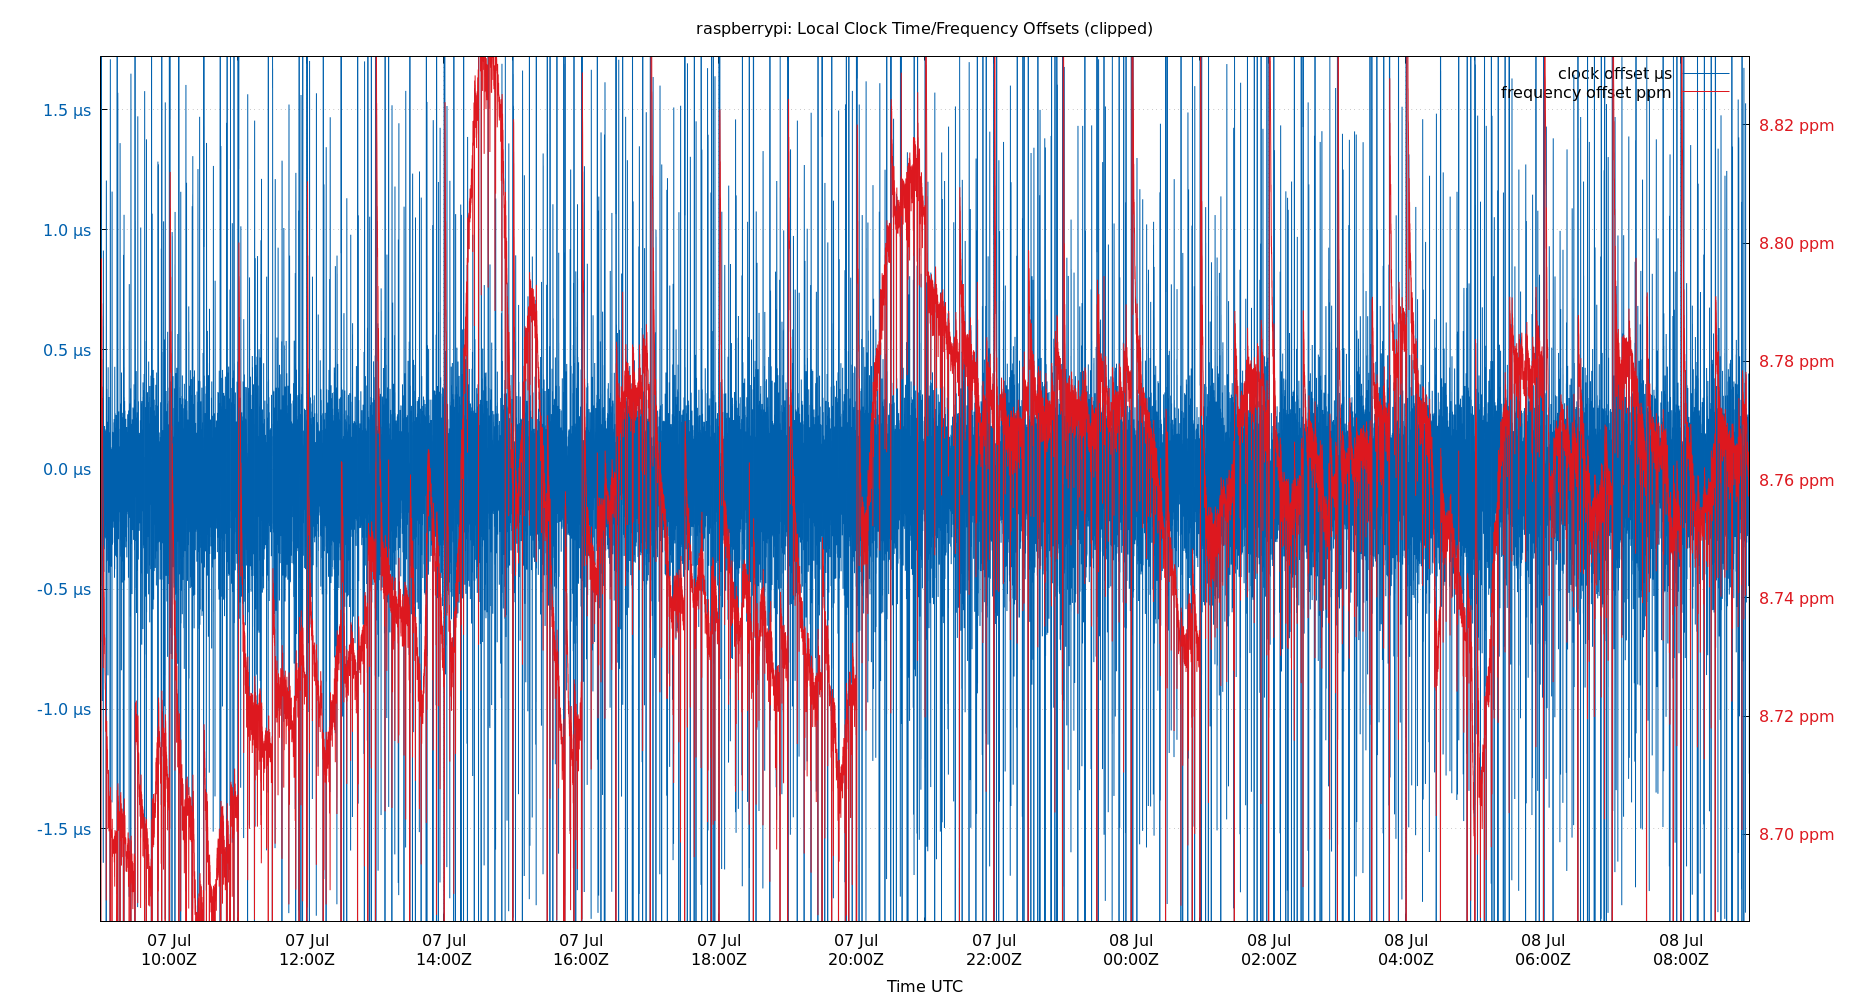 raspberrypi: Local Clock Time/Frequency Offsets (clipped)
clock offset µs
frequency offset ppm
1.5 µs
1.0 µs
0.5 µs
0.0 µs
-0.5 µs
-1.0 µs
-1.5 µs
8.82 ppm
8.80 ppm
8.78 ppm
8.76 ppm
8.74 ppm
8.72 ppm
8.70 ppm
07 Jul 07 Jul 07 Jul 07 Jul 07 Jul 07 Jul 07 Jul 08 Jul 08 Jul 08 Jul 08 Jul 08 Jul
10:00Z 12:00Z 14:00Z 16:00Z 18:00Z 20:00Z 22:00Z 00:00Z 02:00Z 04:00Z 06:00Z 08:00Z
Time UTC